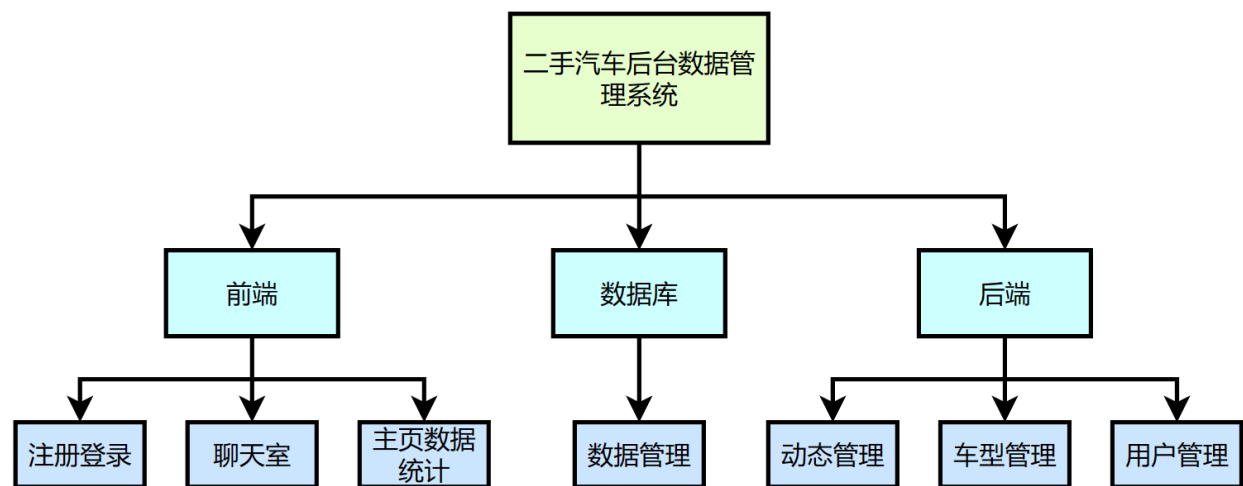 二手汽车后台数据管
理系统
前端
数据库
后端
注册登录
聊天室
主页数据
统计
数据管理
动态管理
车型管理
用户管理